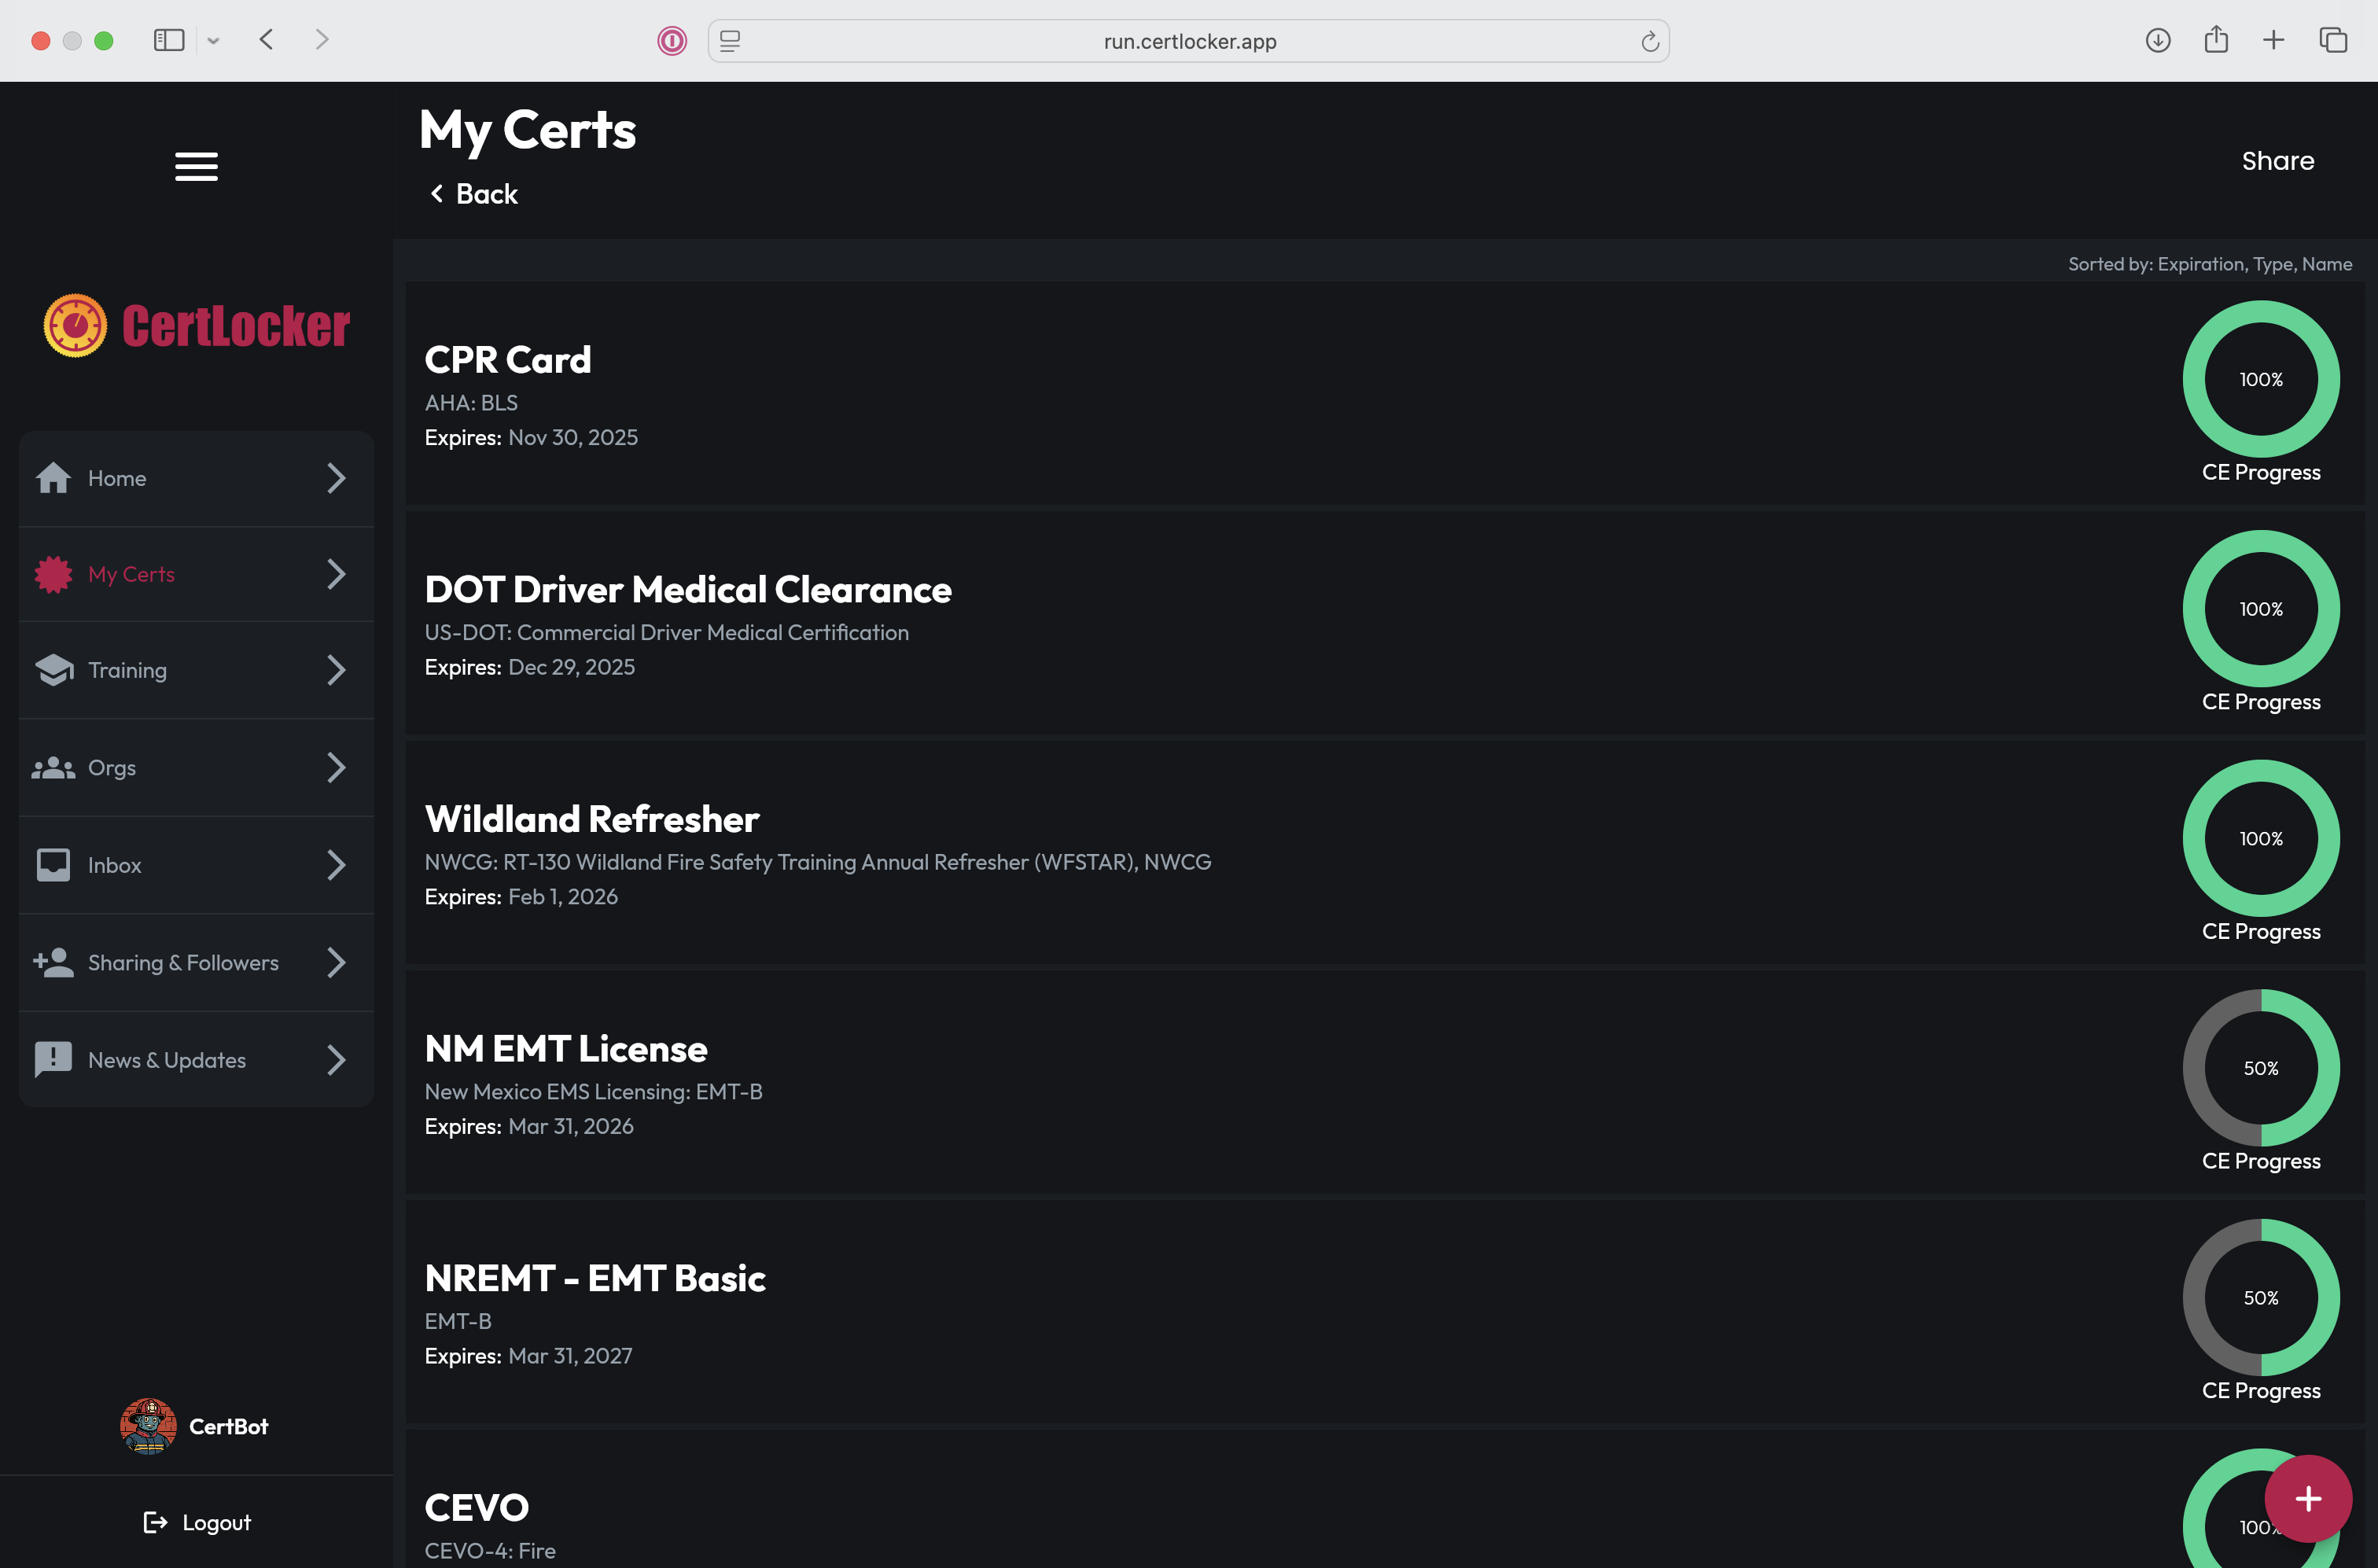 run.certlocker.app
My Certs
Back
Share
CertLocker
Home
My Certs
Training
Orgs
Inbox
Sharing & Followers
News & Updates
CertBot
Logout
Sorted by: Expiration, Type, Name
CPR Card
AHA: BLS
Expires: Nov 30, 2025
100%
CE Progress
DOT Driver Medical Clearance
US-DOT: Commercial Driver Medical Certification
Expires: Dec 29, 2025
100%
CE Progress
Wildland Refresher
NWCG: RT-130 Wildland Fire Safety Training Annual Refresher (WFSTAR), NWCG
Expires: Feb 1, 2026
100%
CE Progress
NM EMT License
New Mexico EMS Licensing: EMT-B
Expires: Mar 31, 2026
50%
CE Progress
NREMT - EMT Basic
EMT-B
Expires: Mar 31, 2027
50%
CE Progress
CEVO
CEVO-4: Fire
100%